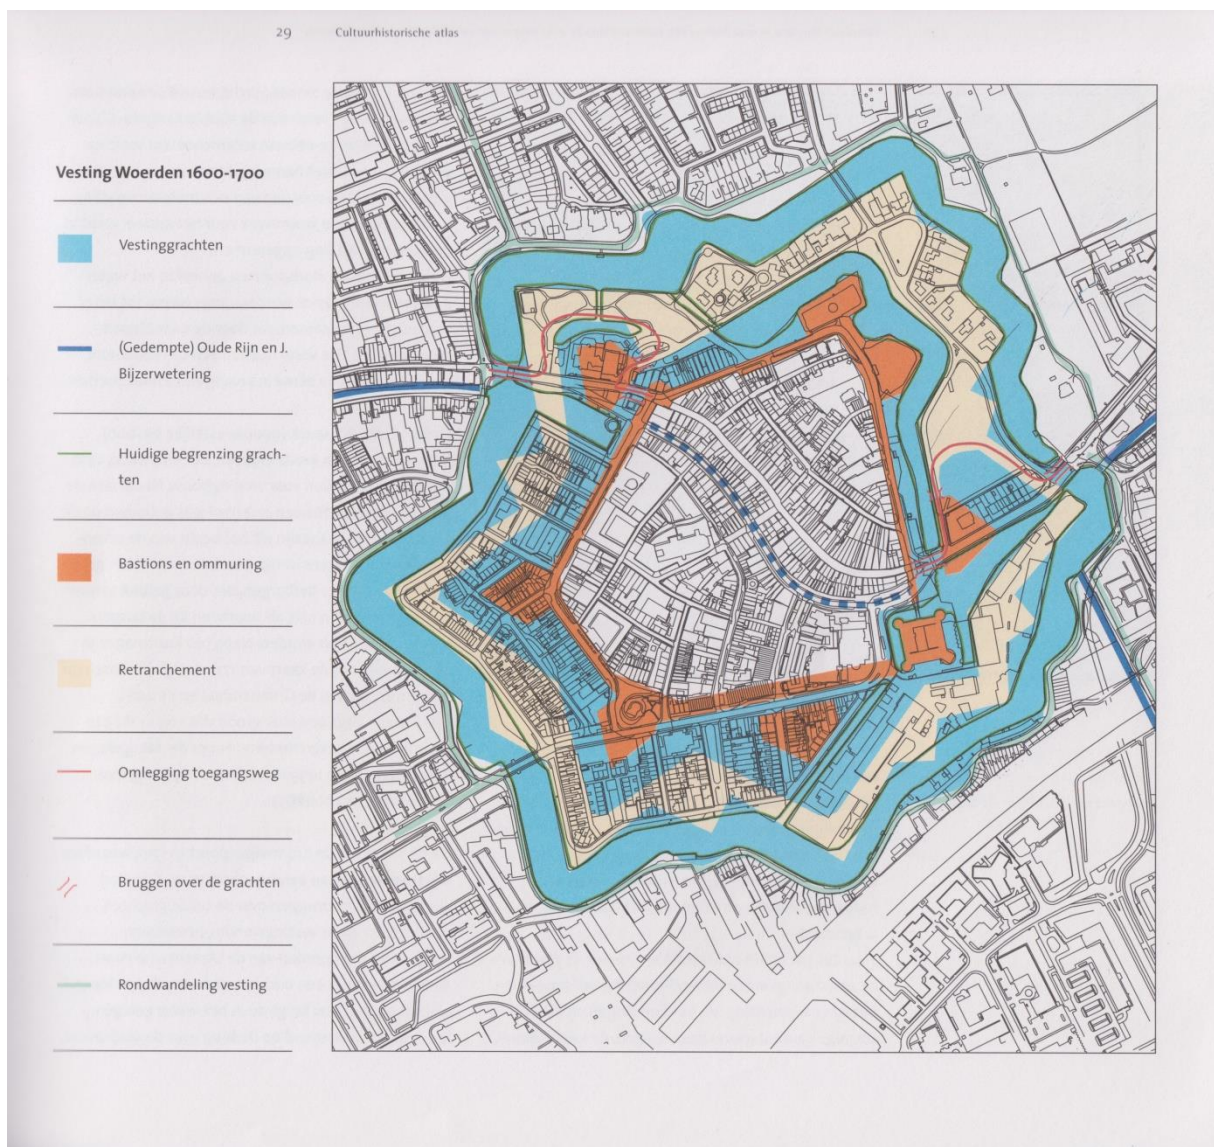 29 Cultuurhistorische atlas
Vesting Woerden 1600-1700
Vestinggrachten
(Gedempte) Oude Rijn en J.
Bijzerwetering
Huidige begrenzing grach-
ten
Bastions en ommuring
Retranchement
Omlegging toegangsweg
Bruggen over de grachten
Rondwandeling vesting